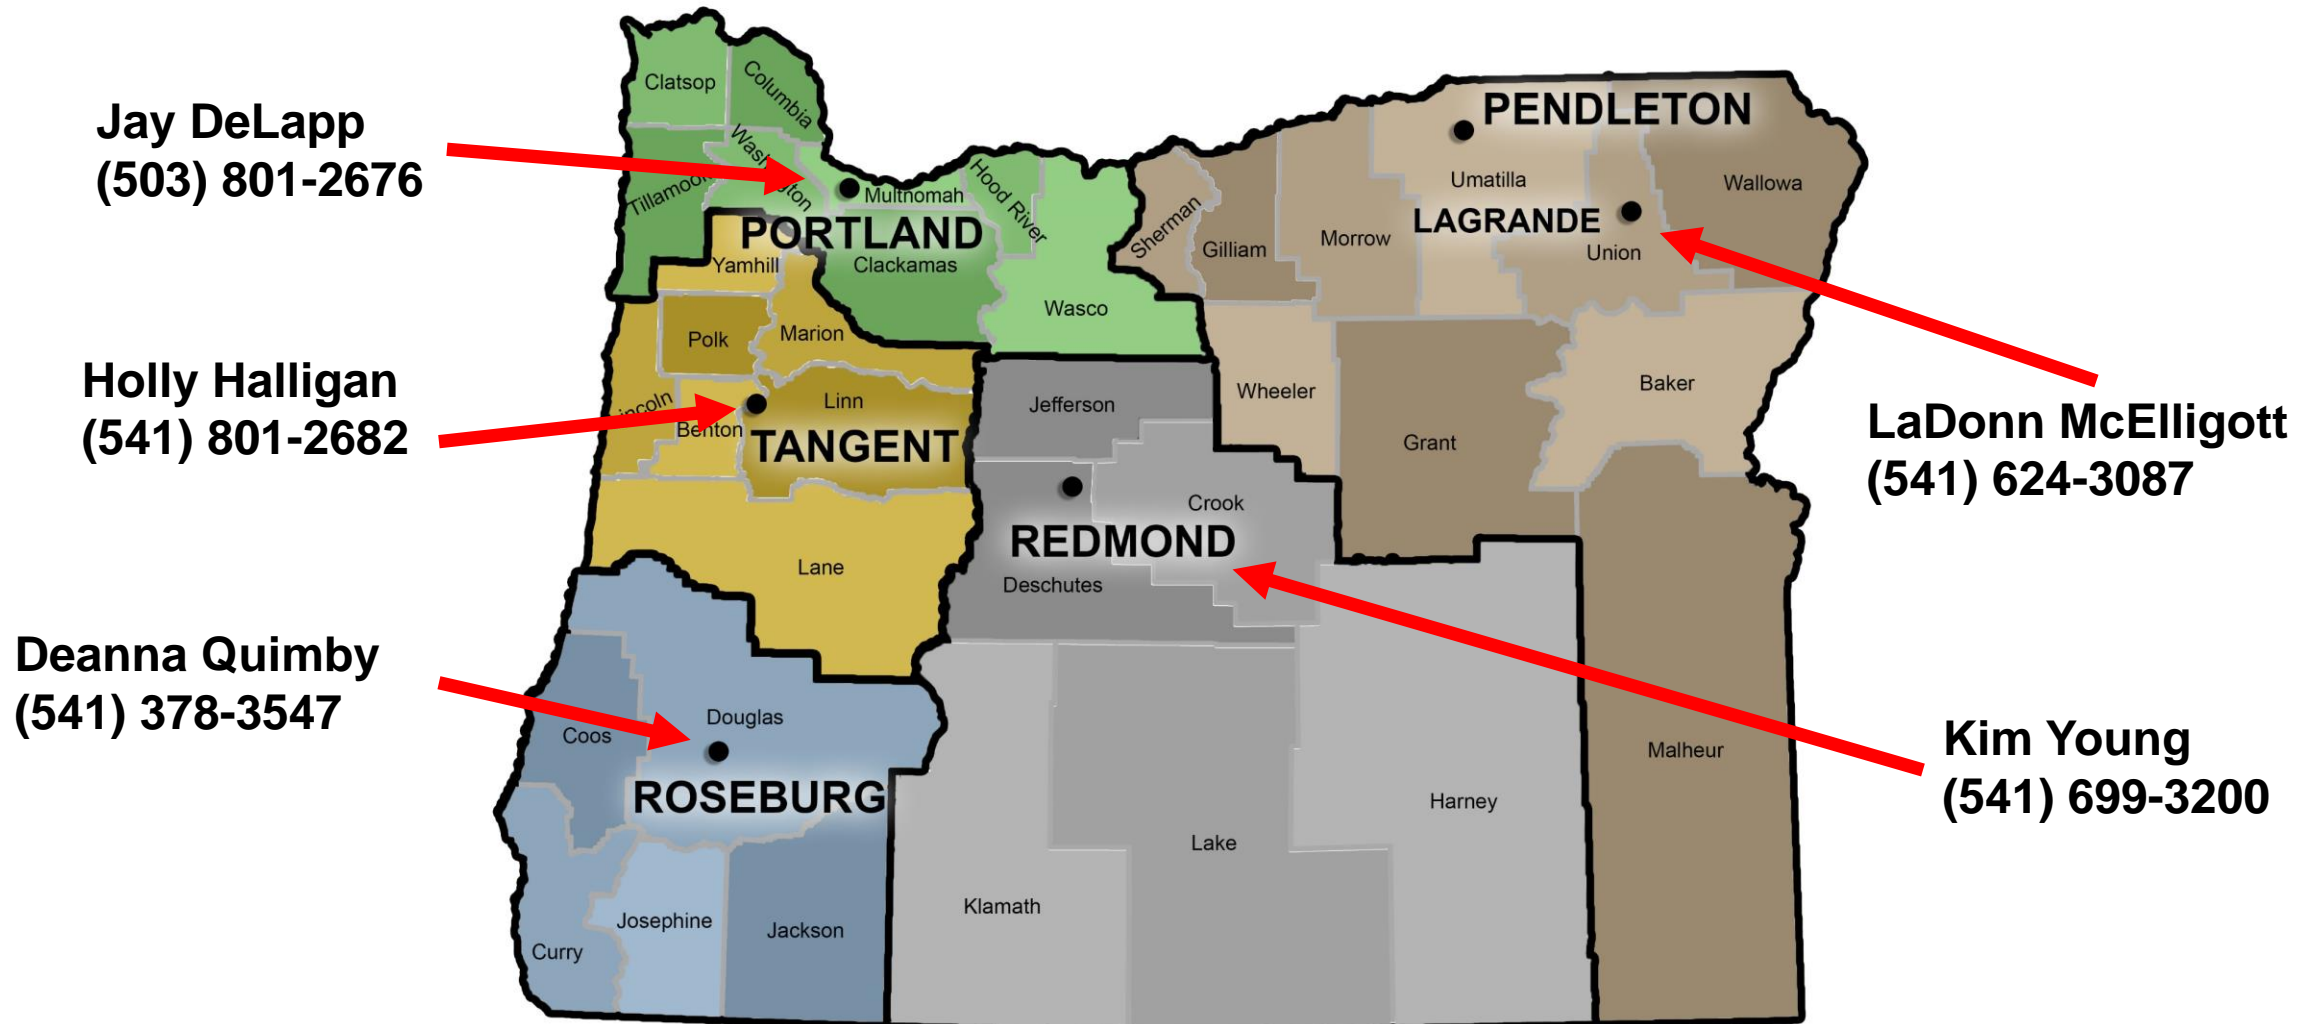 Jay DeLapp
(503) 801-2676
Holly Halligan
(541) 801-2682
Deanna Quimby
(541) 378-3547
LaDonn McElligott
(541) 624-3087
Kim Young
(541) 699-3200
Clatsop
Columbia
Tillamook
Multnomah
Hood River
PORTLAND
Clackamas
Wasco
Yamhill
Polk
Marion
Linn
Benton
TANGENT
Lane
Douglas
Coos
ROSEBURG
Curry
Josephine
Jackson
Jefferson
Crook
REDMOND
Deschutes
Klamath
Lake
Harney
PENDLETON
Umatilla
Wallowa
LAGRANDE
Union
Sherman
Gilliam
Morrow
Wheeler
Grant
Baker
Malheur